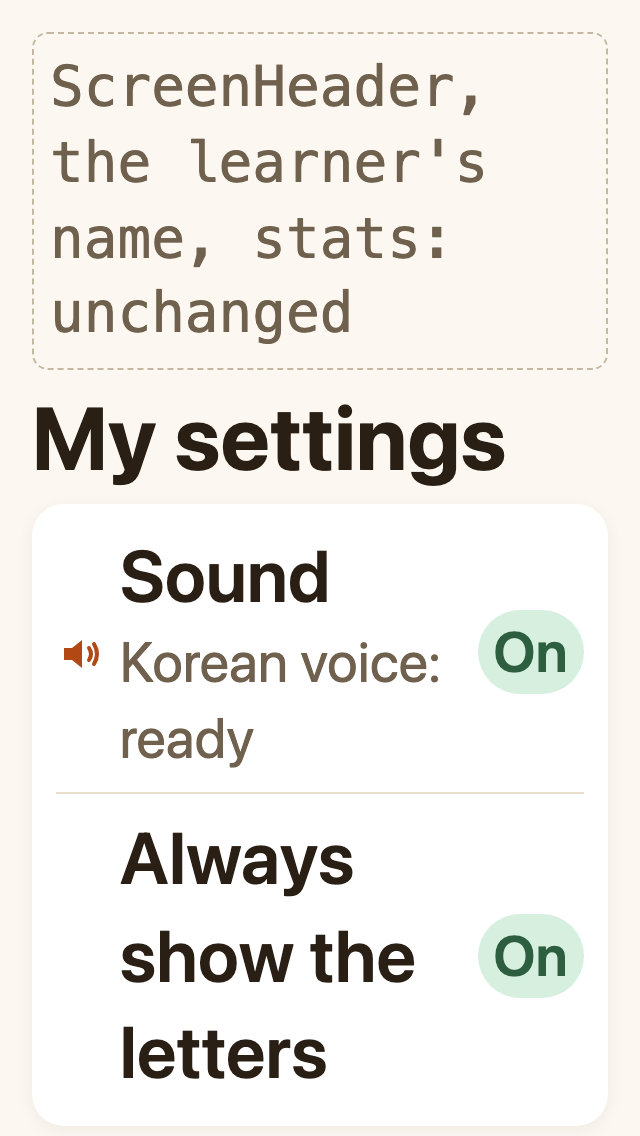 ScreenHeader,
the learner's
name, stats:
unchanged
My settings
Sound
Korean voice:
ready
On
Always
show the
letters
On